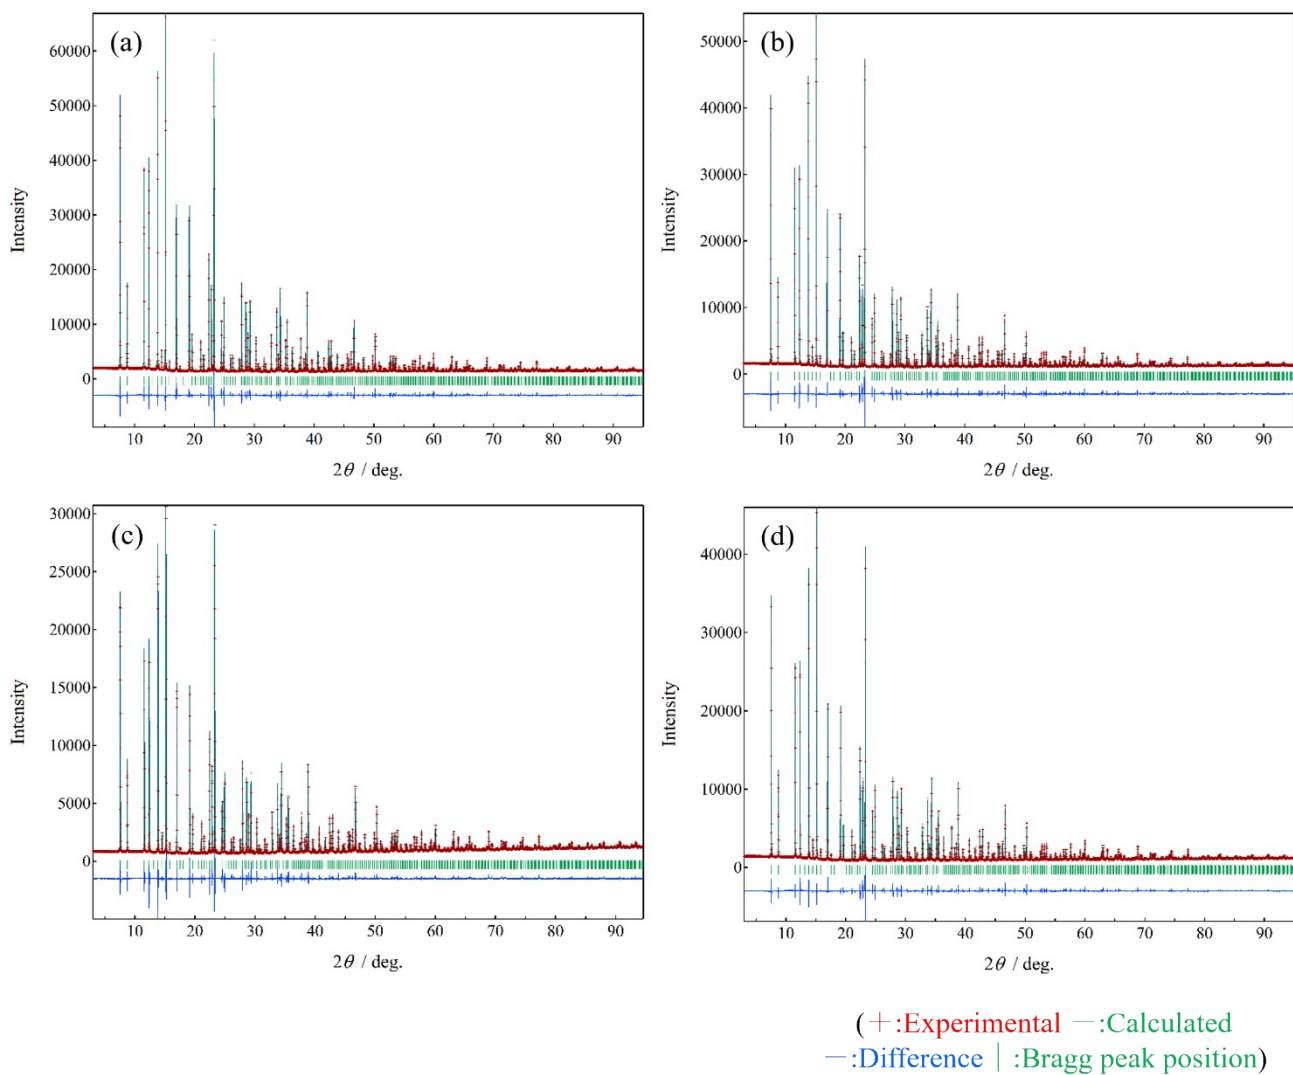 (a)
60000
50000
40000
30000
20000
10000
0
Intensity
10 20 30 40 50 60 70 80 90
2θ / deg.
(b)
50000
40000
30000
20000
10000
0
Intensity
10 20 30 40 50 60 70 80 90
2θ / deg.
(c)
30000
25000
20000
15000
10000
5000
0
Intensity
10 20 30 40 50 60 70 80 90
2θ / deg.
(d)
40000
30000
20000
10000
0
Intensity
10 20 30 40 50 60 70 80 90
2θ / deg.
(+:Experimental —:Calculated
—:Difference | :Bragg peak position)